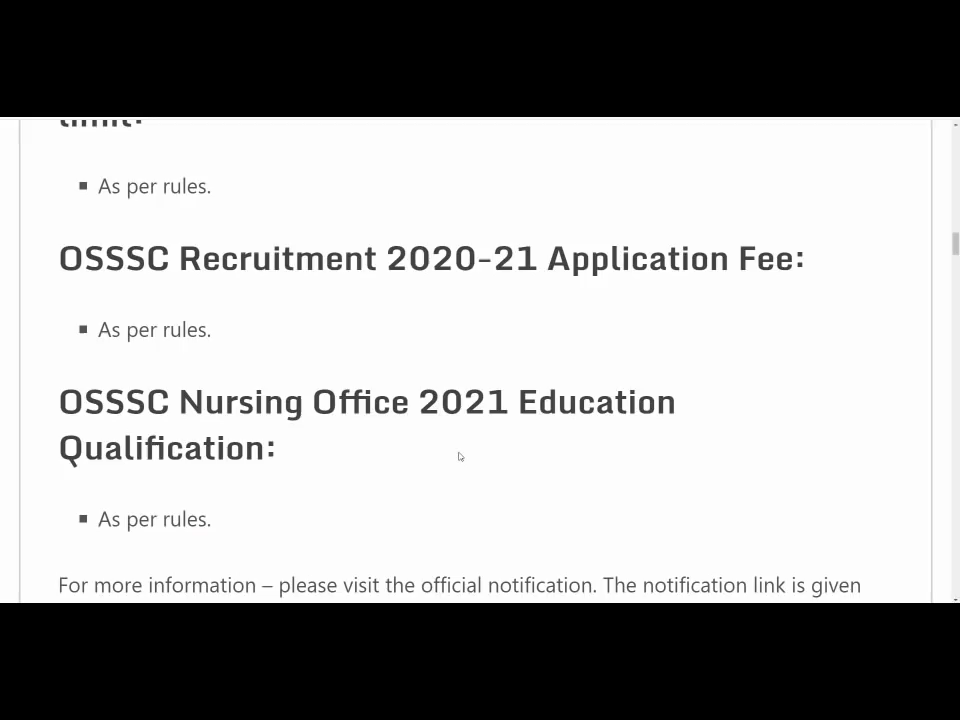 limit:
As per rules.
OSSSC Recruitment 2020-21 Application Fee:
As per rules.
OSSSC Nursing Office 2021 Education
Qualification:
As per rules.
For more information – please visit the official notification. The notification link is given